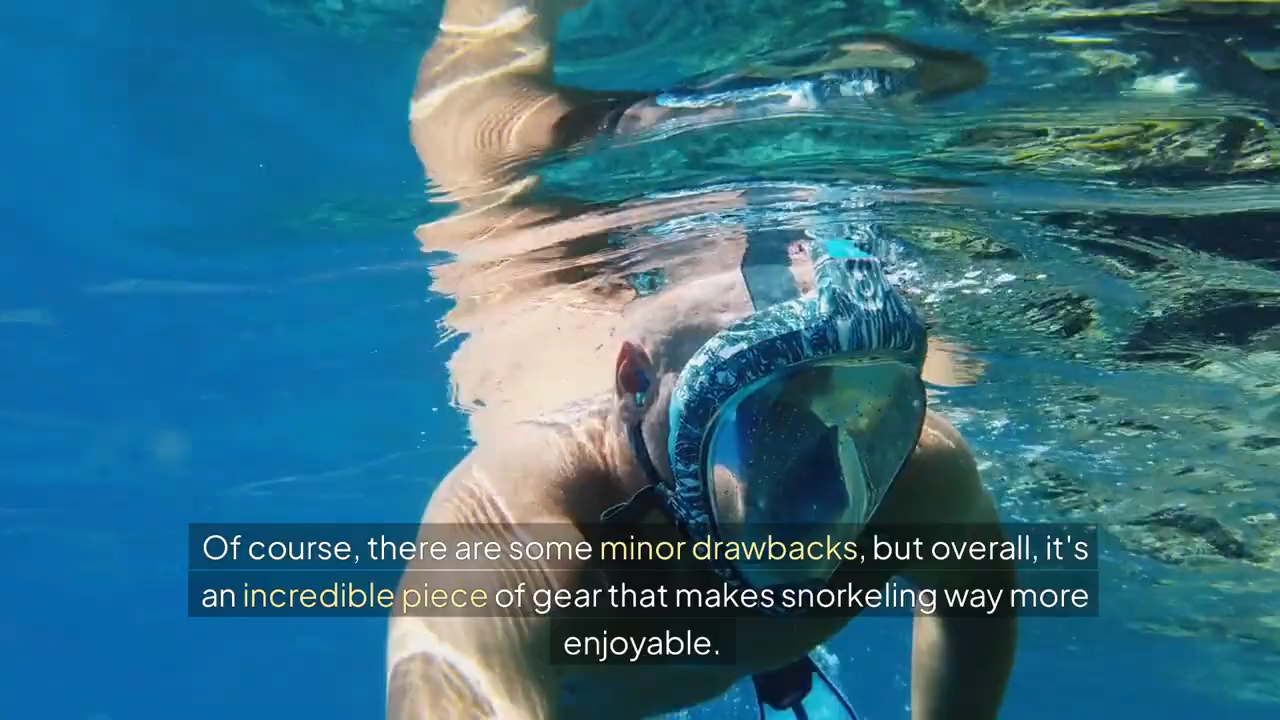 Of course, there are some minor drawbacks, but overall, it's
an incredible piece of gear that makes snorkeling way more
enjoyable.